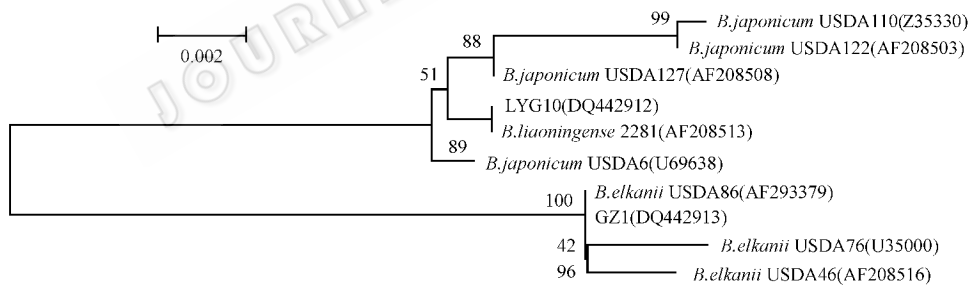 99
B.japonicum USDA110(Z35330)
B.japonicum USDA122(AF208503)
0.002
88
B.japonicum USDA127(AF208508)
51
LYG10(DQ442912)
B.liaoningense 2281(AF208513)
89
B.japonicum USDA6(U69638)
B.elkanii USDA86(AF293379)
100
GZ1(DQ442913)
42
B.elkanii USDA76(U35000)
96
B.elkanii USDA46(AF208516)